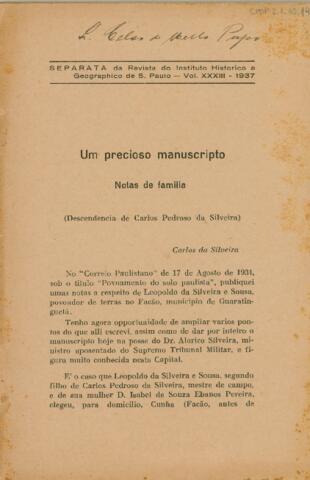 SEPARATA da Revista do Instituto Historico e
Geographico de S. Paulo — Vol. XXXIII - 1937
Um precioso manuscripto
Notas de familia
(Descendencia de Carlos Pedroso da Silveira)
Carlos da Silveira
No "Correio Paulistano" de 17 de Agosto de 1934,
sob o titulo "Povoamento do solo paulista", publiquei
umas notas a respeito de Leopoldo da Silveira e Sousa,
povoador de terras no Facão, municipio de Guaratin-
guetá.
Tenho agora opportunidade de ampliar varios pon-
tos do que alli escrevi, assim como de dar por inteiro o
manuscripto hoje na posse do Dr. Alarico Silveira, mi-
nistro aposentado do Supremo Tribunal Militar, e fi-
gura muito conhecida nesta Capital.
E' o caso que Leopoldo da Silveira e Sousa, segundo
filho de Carlos Pedroso da Silveira, mestre de campo,
e de sua mulher D. Isabel de Souza Ebanos Pereira,
elegeu, para domicilio, Cunha (Facão, antes de